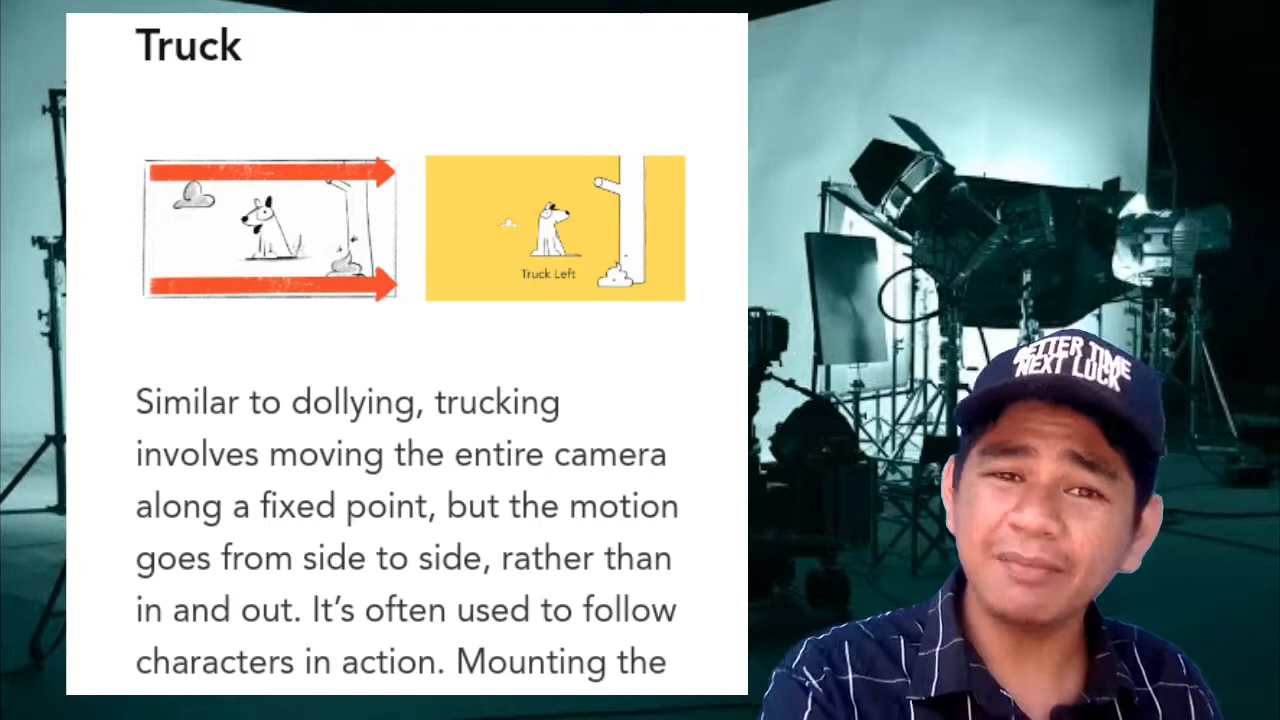 Truck
Truck Left
Similar to dollying, trucking
involves moving the entire camera
along a fixed point, but the motion
goes from side to side, rather than
in and out. It’s often used to follow
characters in action. Mounting the
BETTER TIME
NEXT LUCK